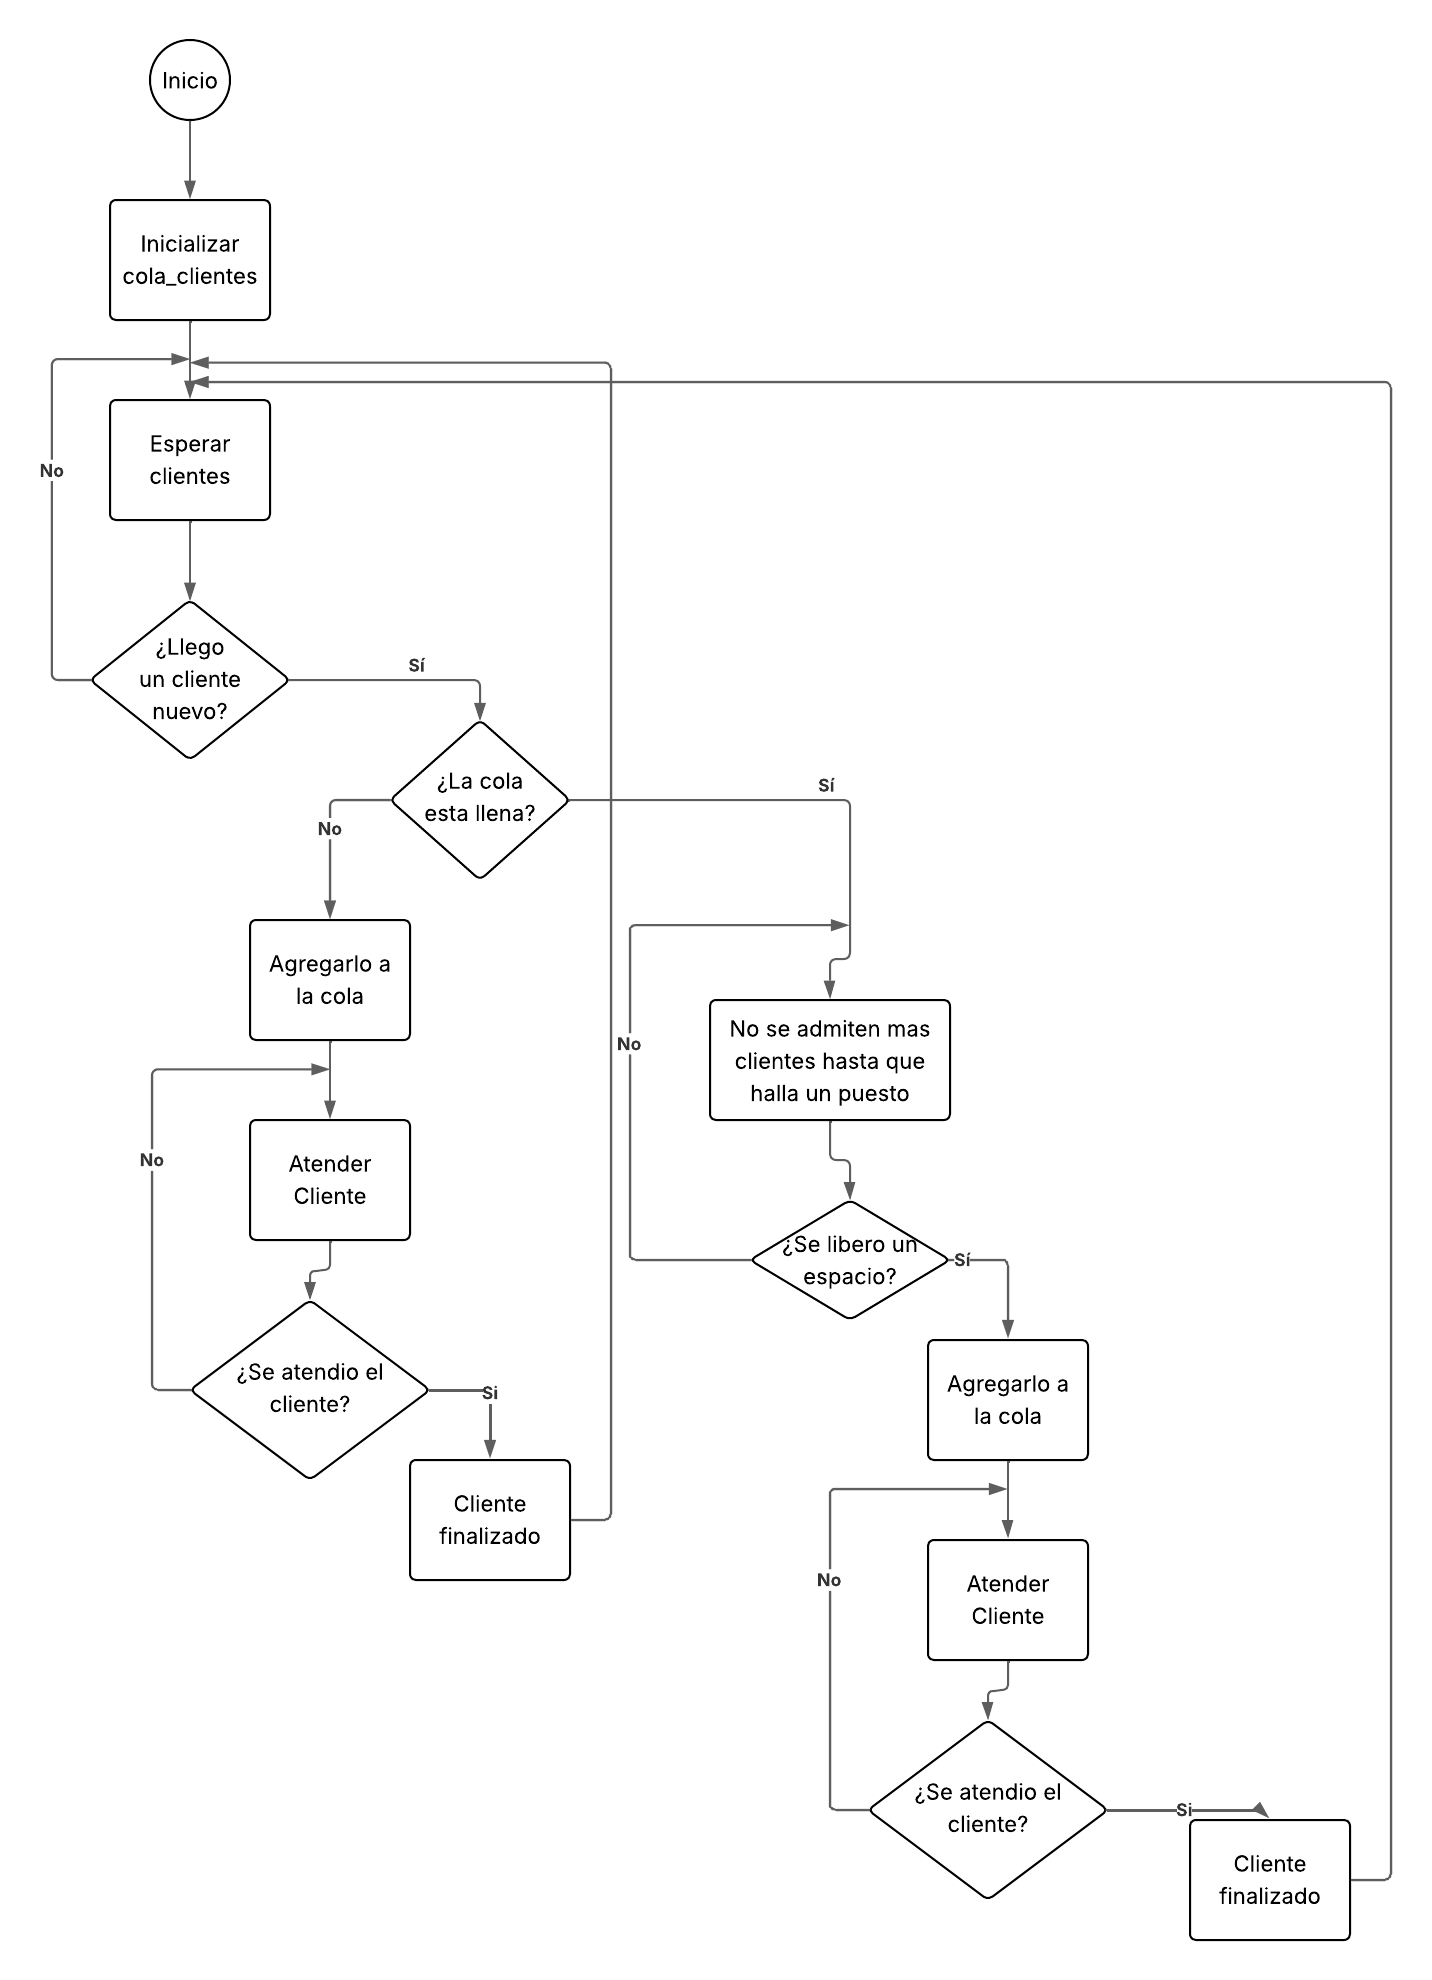 Inicio
Inicializar
cola_clientes
Esperar
clientes
No
¿Llego
un cliente
nuevo?
Sí
¿La cola
esta llena?
Sí
No
Agregarlo a
la cola
No se admiten mas
clientes hasta que
halla un puesto
No
Atender
Cliente
No
¿Se libero un
espacio?
Sí
¿Se atendio el
cliente?
Si
Agregarlo a
la cola
Cliente
finalizado
Atender
Cliente
No
¿Se atendio el
cliente?
Si
Cliente
finalizado